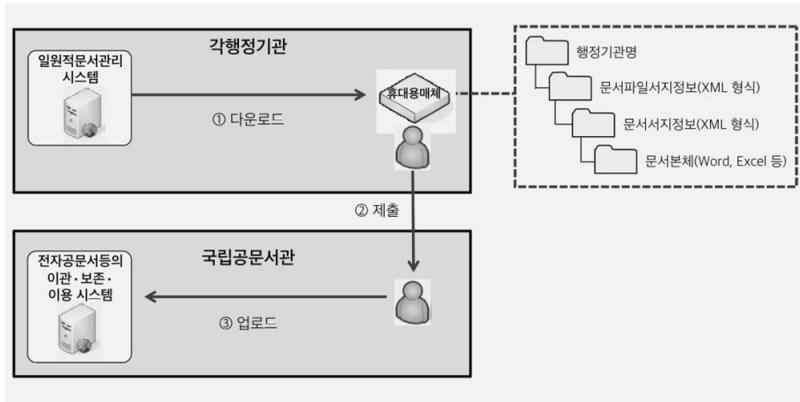 각행정기관
일원적문서관리
시스템
① 다운로드
휴대용매체
행정기관명
문서파일서지정보(XML 형식)
문서서지정보(XML 형식)
문서본체(Word, Excel 등)
② 제출
국립공문서관
전자공문서등의
이관·보존·
이용 시스템
③ 업로드